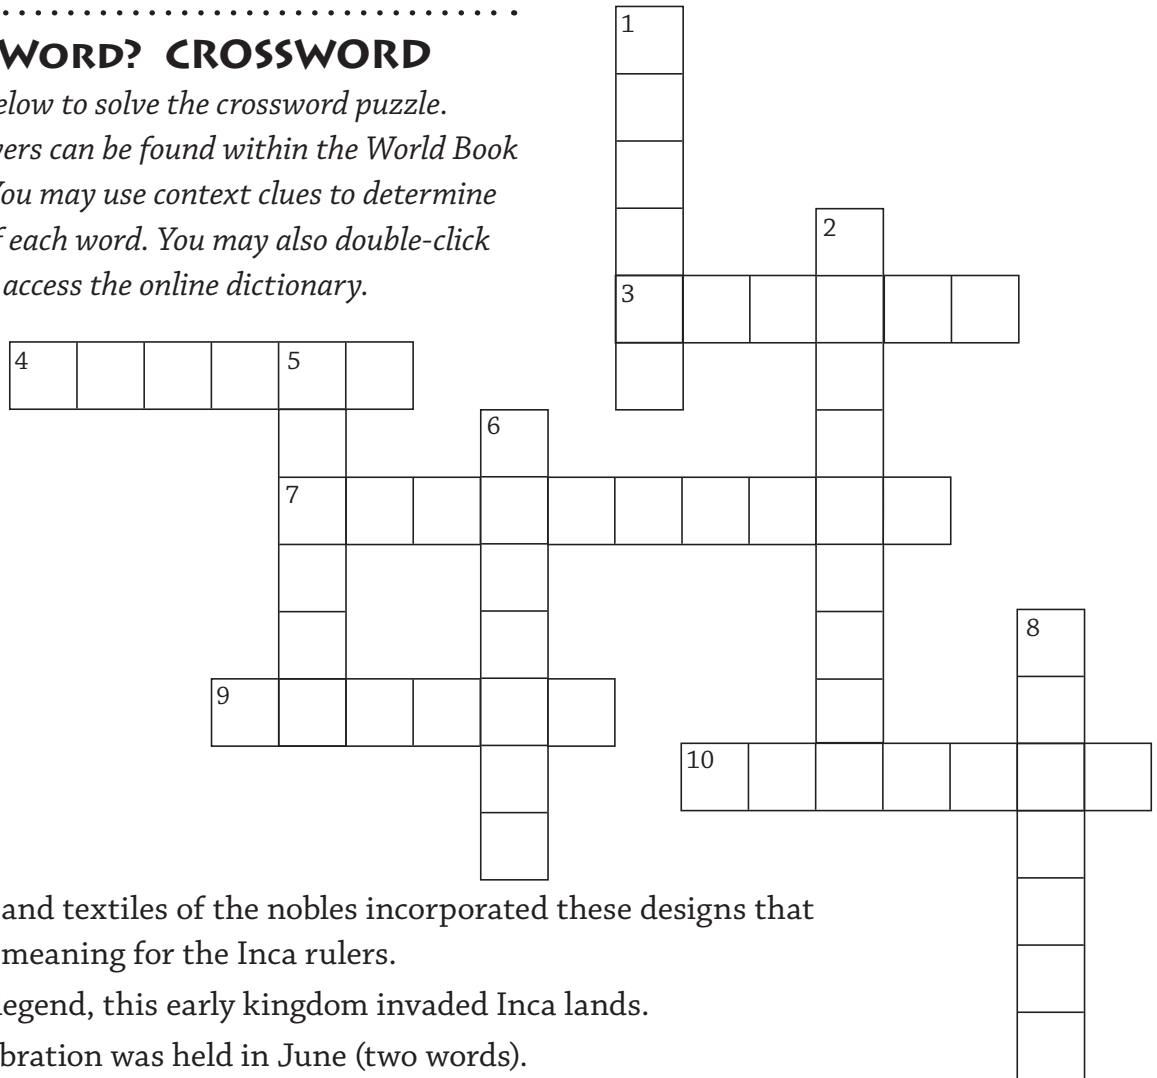 WORD? CROSSWORD
elow to solve the crossword puzzle.
vers can be found within the World Book
You may use context clues to determine
f each word. You may also double-click
access the online dictionary.
1
2
3
4 5
6
7
8
9
10
and textiles of the nobles incorporated these designs that
meaning for the Inca rulers.
legend, this early kingdom invaded Inca lands.
bration was held in June (two words).